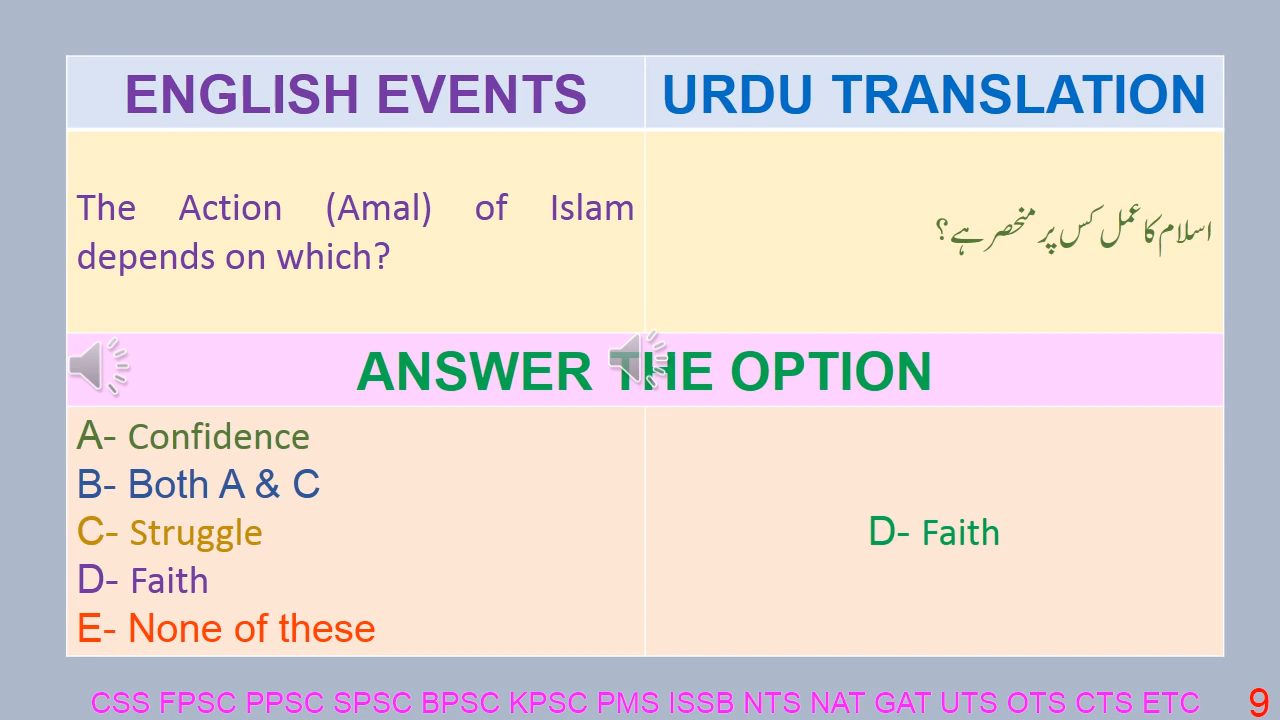 ENGLISH EVENTS
URDU TRANSLATION
The Action (Amal) of Islam
depends on which?
اسلام کا عمل کس پر منحصر ہے؟
ANSWER THE OPTION
A- Confidence
B- Both A & C
C- Struggle
D- Faith
E- None of these
D- Faith
CSS FPSC PPSC SPSC BPSC KPSC PMS ISSB NTS NAT GAT UTS OTS CTS ETC
9